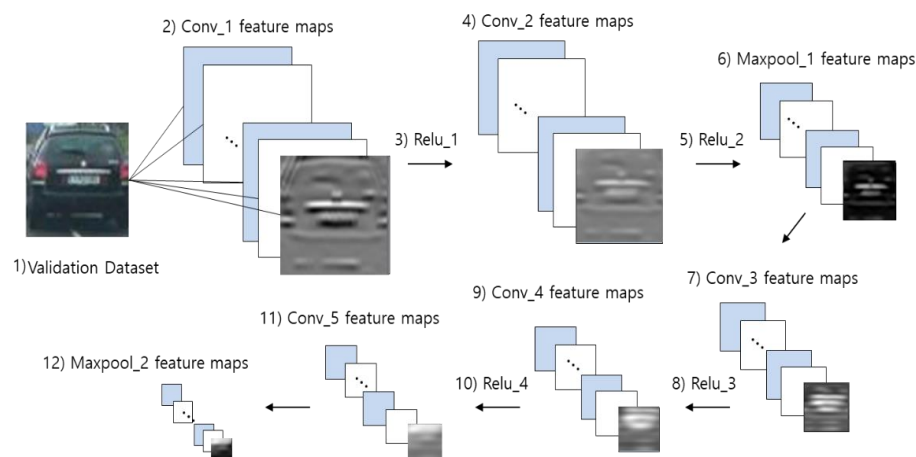 1)Validation Dataset
2) Conv_1 feature maps
3) Relu_1
4) Conv_2 feature maps
5) Relu_2
6) Maxpool_1 feature maps
7) Conv_3 feature maps
8) Relu_3
9) Conv_4 feature maps
10) Relu_4
11) Conv_5 feature maps
12) Maxpool_2 feature maps